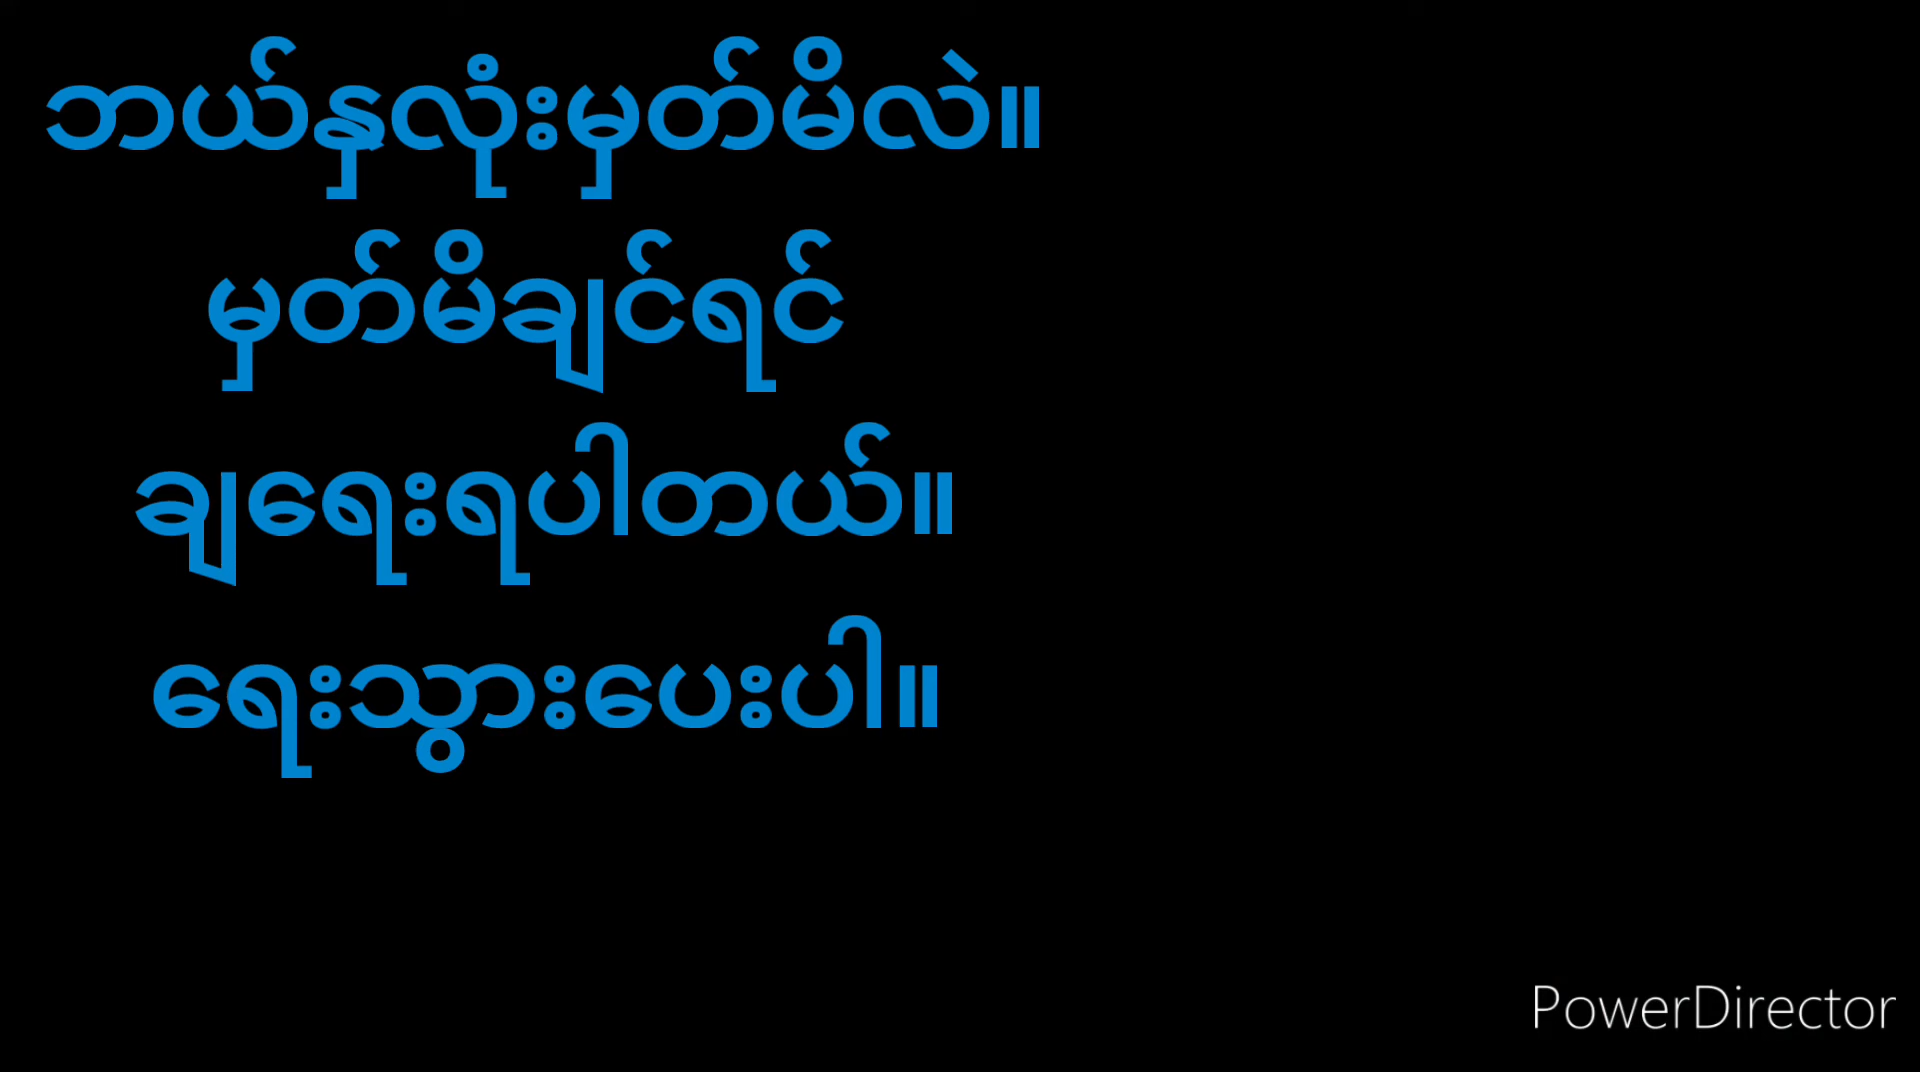 ဘယ်နှလုံးမှတ်မိလဲ။
မှတ်မိချင်ရင်
ချရေးရပါတယ်။
ရေးသွားပေးပါ။
PowerDirector